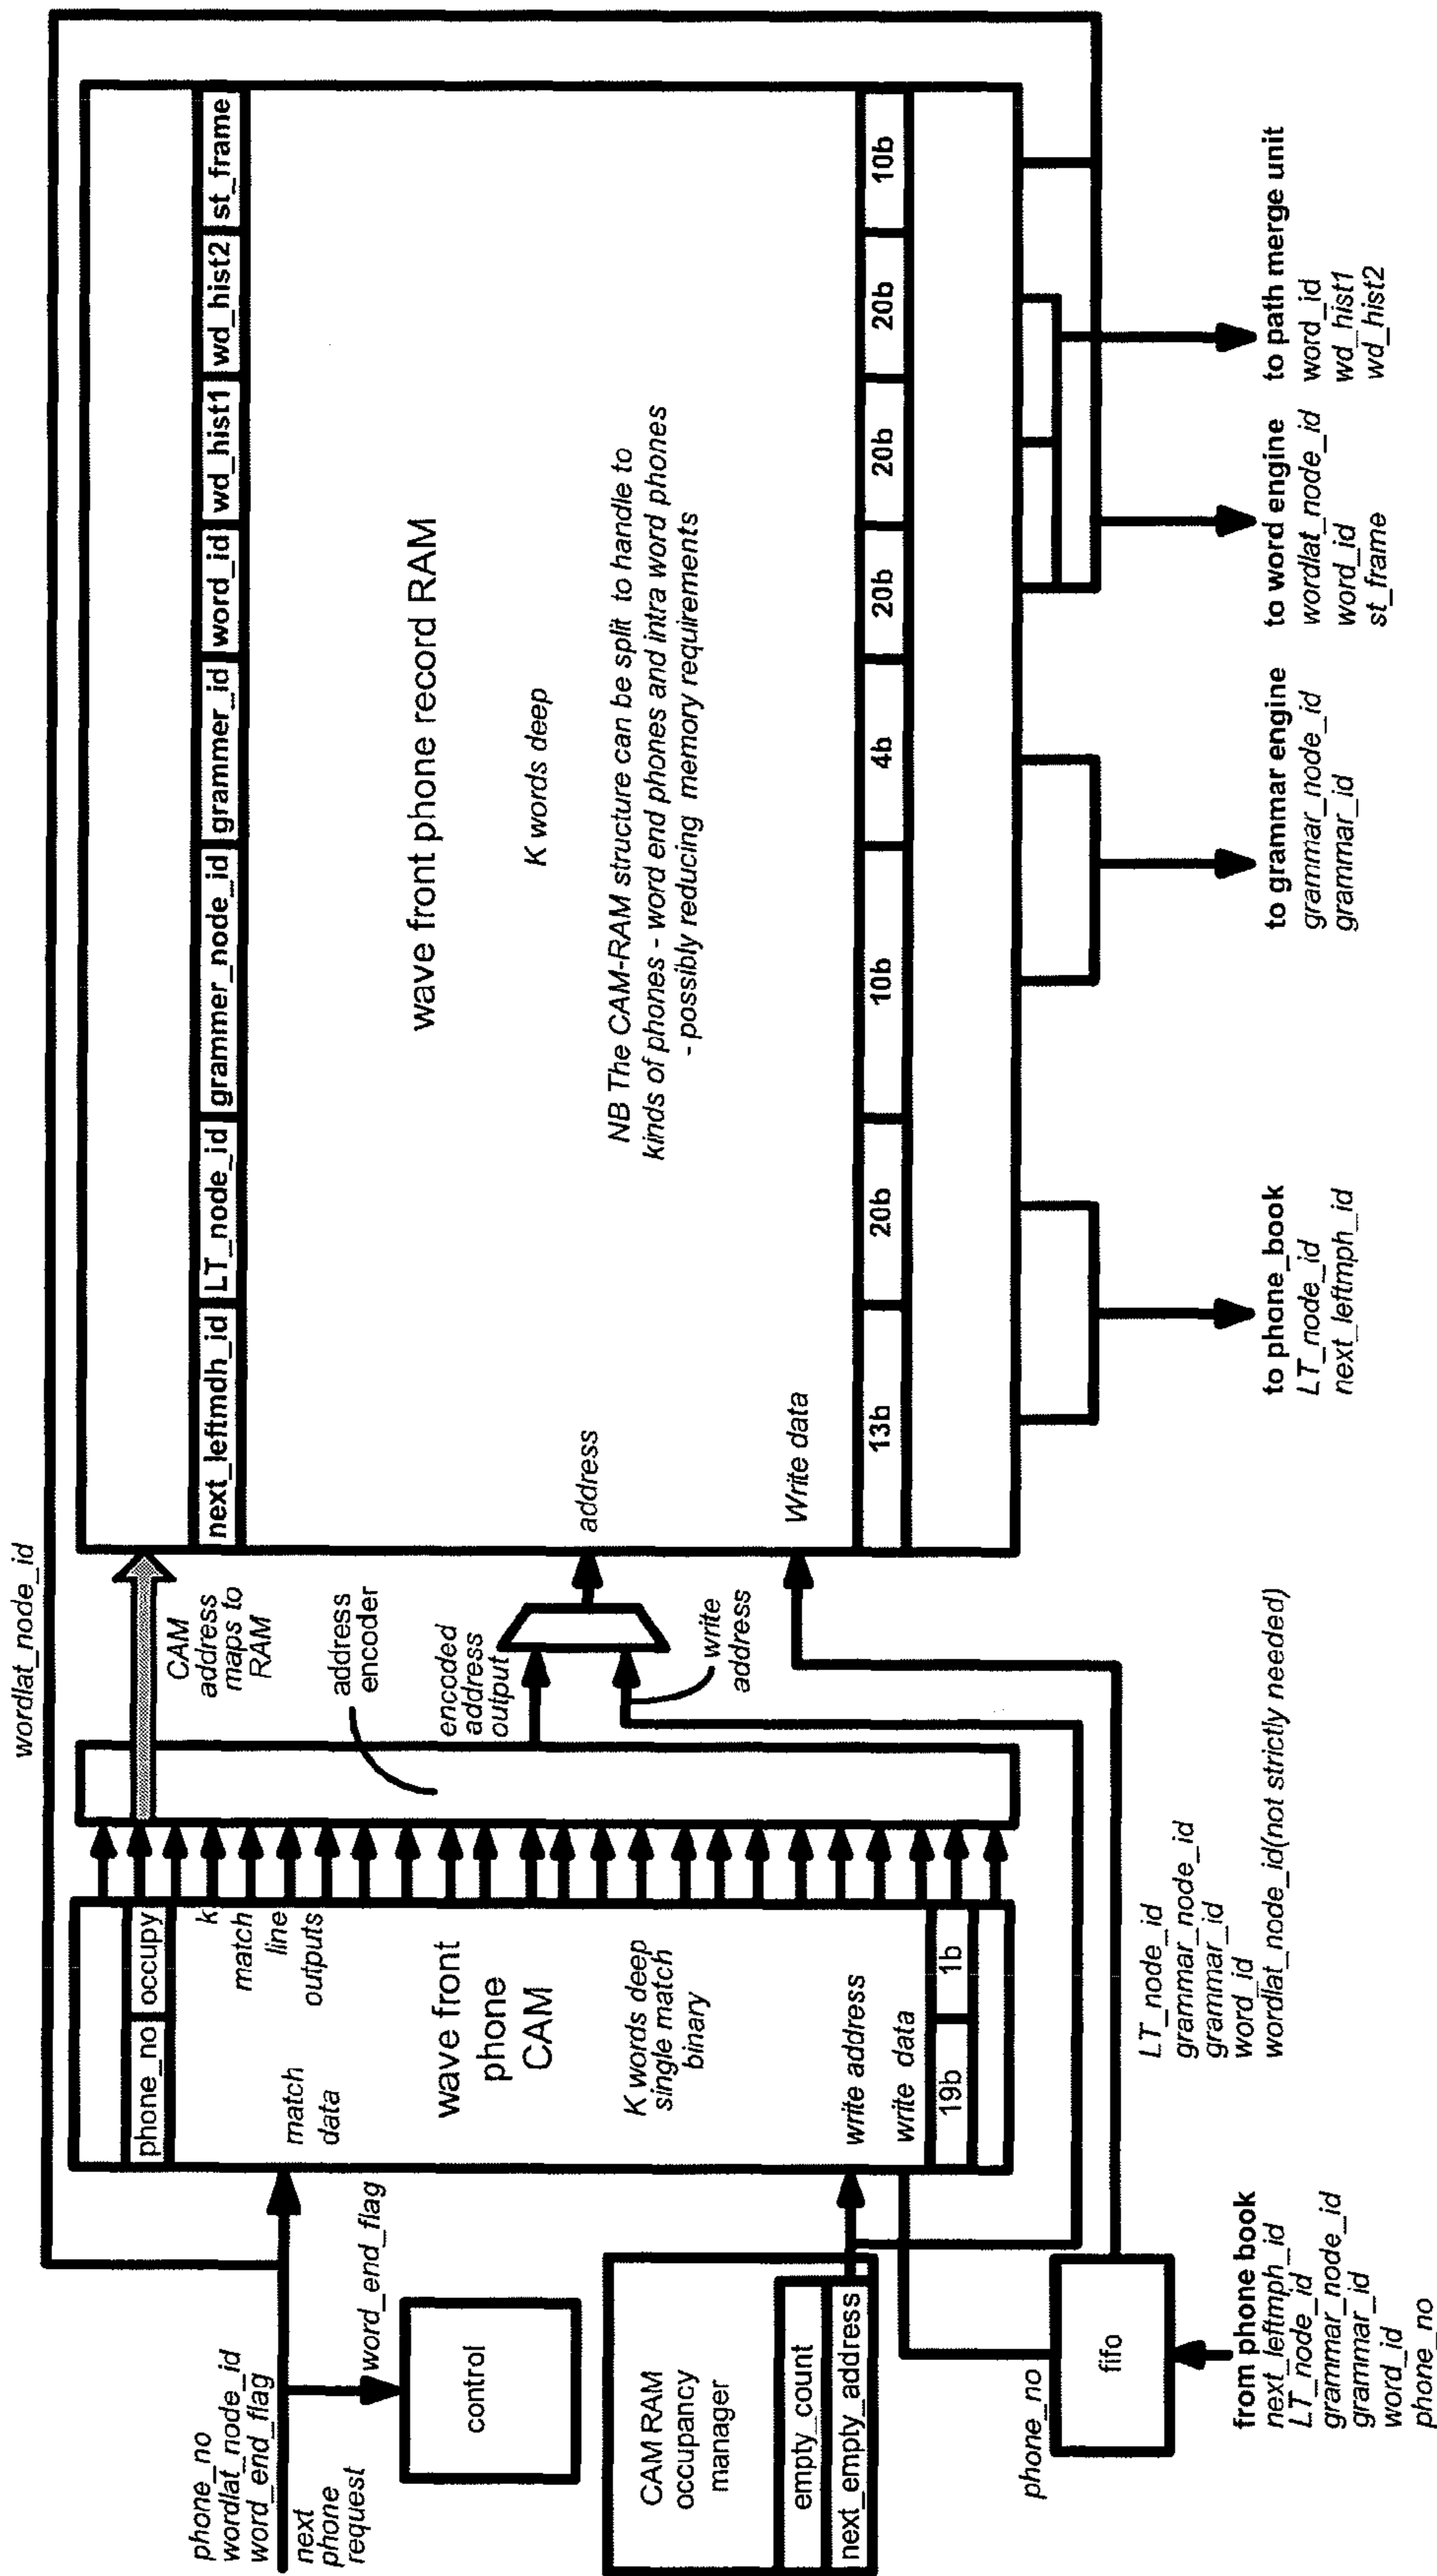 wordlat_node_id
phone_no
wordlat_node_id
word_end_flag
next
phone
request
word_end_flag
control
CAM RAM
occupancy
manager
empty_count
next_empty_address
phone_no
fifo
from phone book
next_leftmph_id
LT_node_id
grammar_node_id
grammar_id
word_id
phone_no
phone_no
occupy
match
data
k
match
line
outputs
wave front
phone
CAM
K words deep
single match
binary
write address
write data
19b
1b
LT_node_id
grammar_node_id
grammar_id
word_id
wordlat_node_id(not strictly needed)
CAM
address
maps to
RAM
address
encoder
encoded
address
output
write
address
address
Write data
next_leftmdh_id
LT_node_id
grammer_node_id
grammer_id
word_id
wd_hist1
wd_hist2
st_frame
wave front phone record RAM
K words deep
NB The CAM-RAM structure can be split to handle to
kinds of phones - word end phones and intra word phones
- possibly reducing memory requirements
13b
20b
10b
4b
20b
20b
20b
10b
to phone_book
LT_node_id
next_leftmph_id
to grammar engine
grammar_node_id
grammar_id
to word engine
wordlat_node_id
word_id
st_frame
to path merge unit
word_id
wd_hist1
wd_hist2